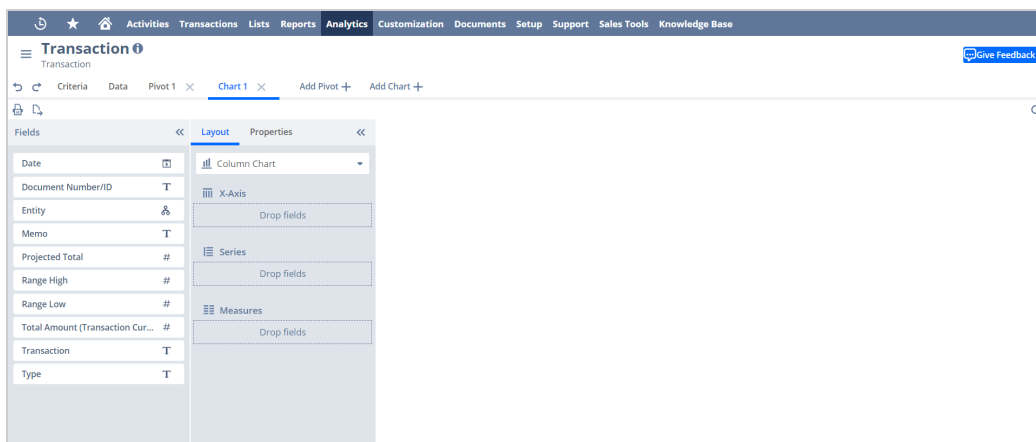 Activities Transactions Lists Reports Analytics Customization Documents Setup Support Sales Tools Knowledge Base
Transaction
Transaction
Give Feedback
Criteria Data Pivot 1 Chart 1 Add Pivot Add Chart
Fields
Layout Properties
Date
Document Number/ID
Entity
Memo
Projected Total
Range High
Range Low
Total Amount (Transaction Cur...
Transaction
Type
Column Chart
X-Axis
Drop fields
Series
Drop fields
Measures
Drop fields